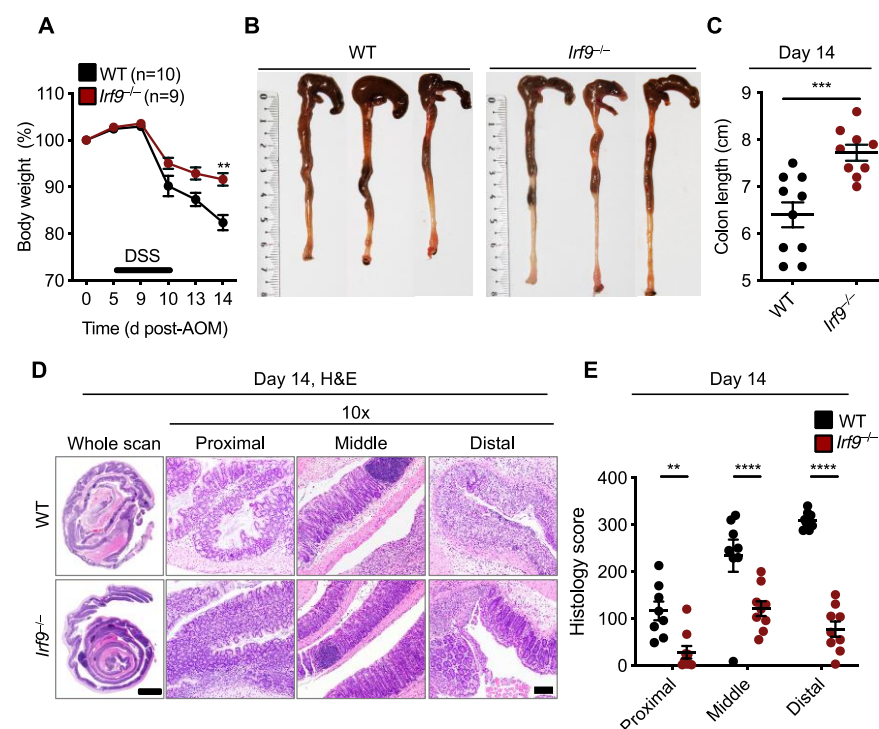 A
WT (n=10)
Irf9–/– (n=9)
Body weight (%)
110
100
90
80
70
DSS
0 5 9 10 13 14
**
Time (d post-AOM)
B
WT
Irf9–/–
C
Day 14
***
Colon length (cm)
9
8
7
6
5
WT
Irf9–/–
D
Day 14, H&E
10x
Whole scan Proximal Middle Distal
WT
Irf9–/–
E
Day 14
WT
Irf9–/–
** **** ****
Histology score
400
300
200
100
0
Proximal
Middle
Distal